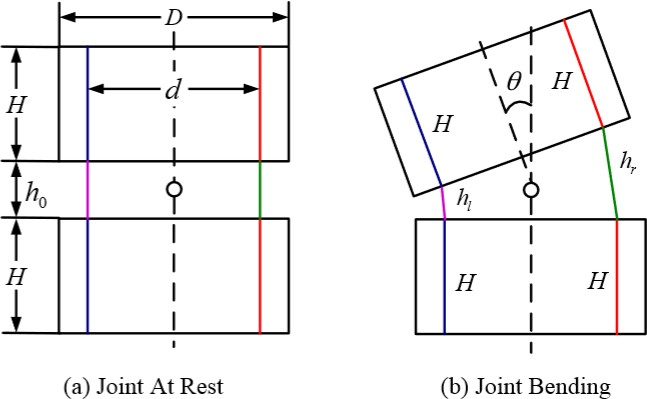 D
H
d
h₀
H
(a) Joint At Rest
θ
H
H
hᵣ
hₗ
H
H
(b) Joint Bending